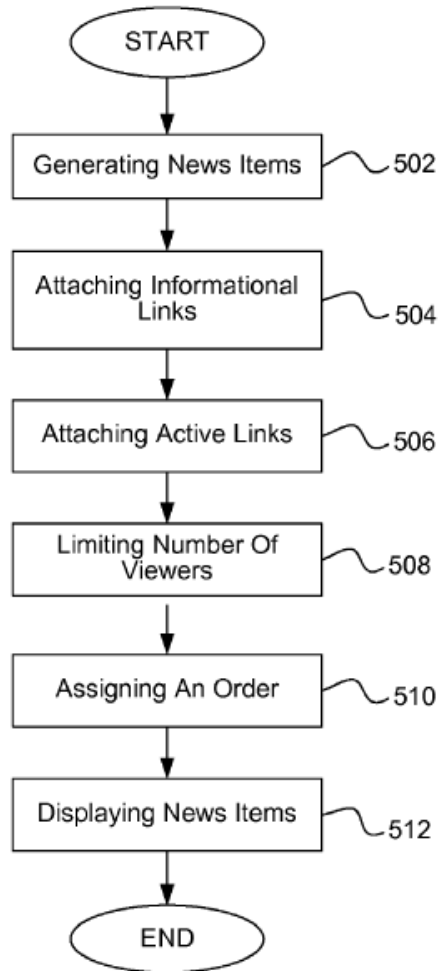 START
Generating News Items
502
Attaching Informational
Links
504
Attaching Active Links
506
Limiting Number Of
Viewers
508
Assigning An Order
510
Displaying News Items
512
END